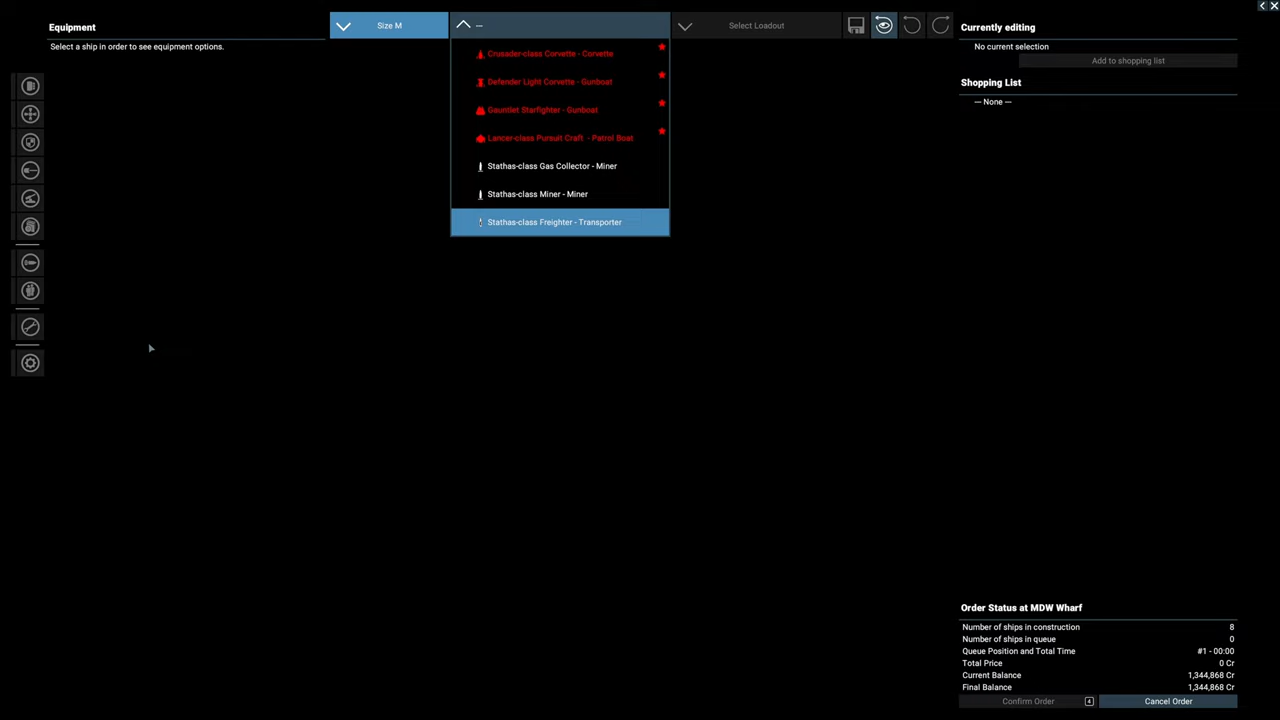 Equipment
Select a ship in order to see equipment options.
Size M
—
Crusader-class Corvette - Corvette
Defender Light Corvette - Gunboat
Gauntlet Starfighter - Gunboat
Lancer-class Pursuit Craft - Patrol Boat
Stathas-class Gas Collector - Miner
Stathas-class Miner - Miner
Stathas-class Freighter - Transporter
Select Loadout
Currently editing
No current selection
Add to shopping list
Shopping List
— None —
Order Status at MDW Wharf
Number of ships in construction 8
Number of ships in queue 0
Queue Position and Total Time #1 - 00:00
Total Price 0 Cr
Current Balance 1,344,868 Cr
Final Balance 1,344,868 Cr
Confirm Order 4 Cancel Order